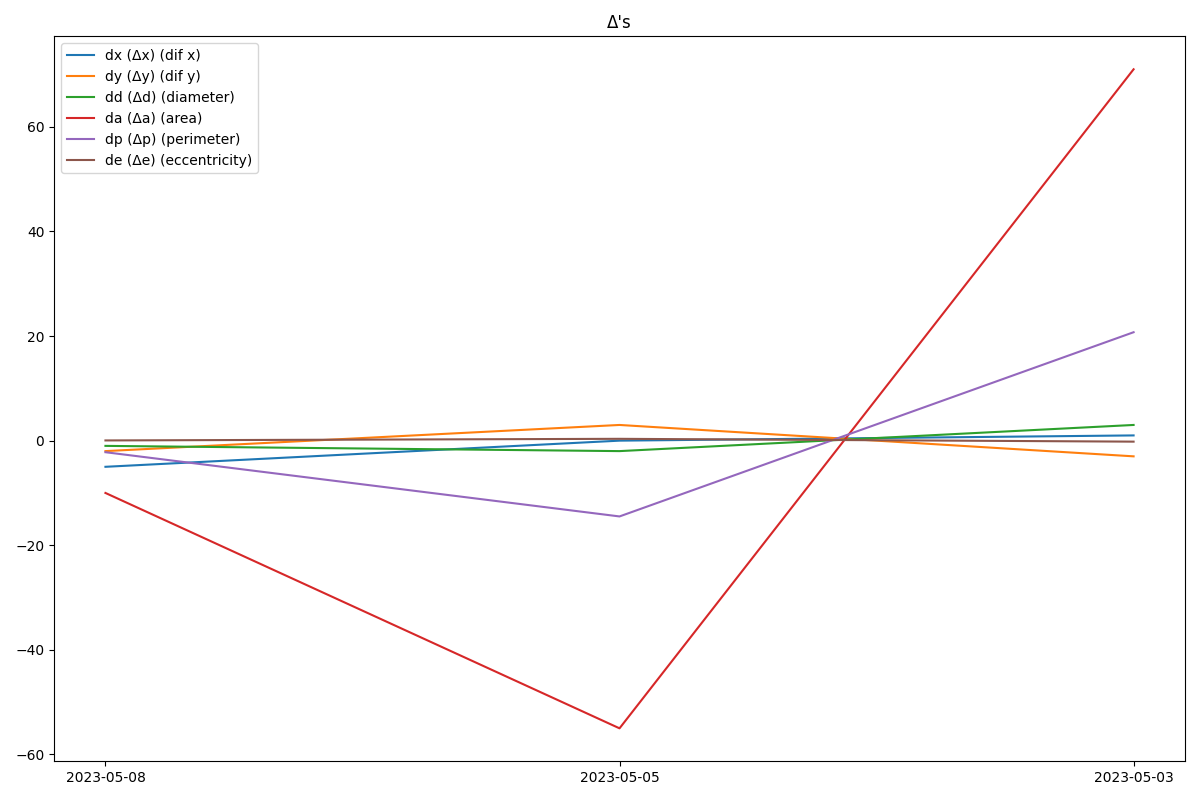 Δ's
dx (Δx) (dif x)
dy (Δy) (dif y)
dd (Δd) (diameter)
da (Δa) (area)
dp (Δp) (perimeter)
de (Δe) (eccentricity)
60
40
20
0
−20
−40
−60
2023-05-08 2023-05-05 2023-05-03